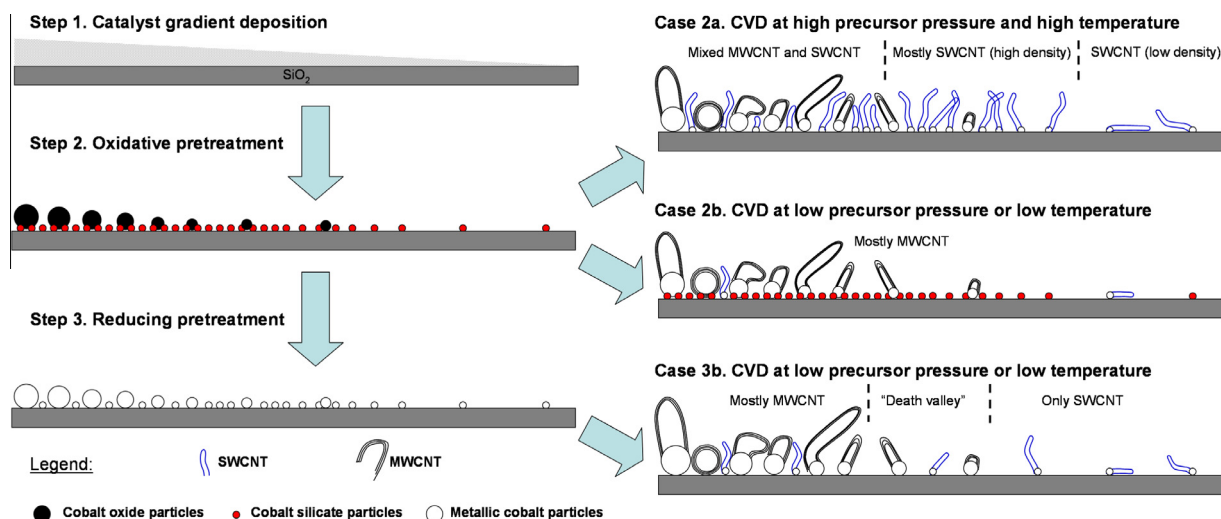 Step 1. Catalyst gradient deposition
SiO2
Step 2. Oxidative pretreatment
Step 3. Reducing pretreatment
Legend:
SWCNT
MWCNT
Cobalt oxide particles
Cobalt silicate particles
Metallic cobalt particles
Case 2a. CVD at high precursor pressure and high temperature
Mixed MWCNT and SWCNT
Mostly SWCNT (high density)
SWCNT (low density)
Case 2b. CVD at low precursor pressure or low temperature
Mostly MWCNT
Case 3b. CVD at low precursor pressure or low temperature
Mostly MWCNT
"Death valley"
Only SWCNT